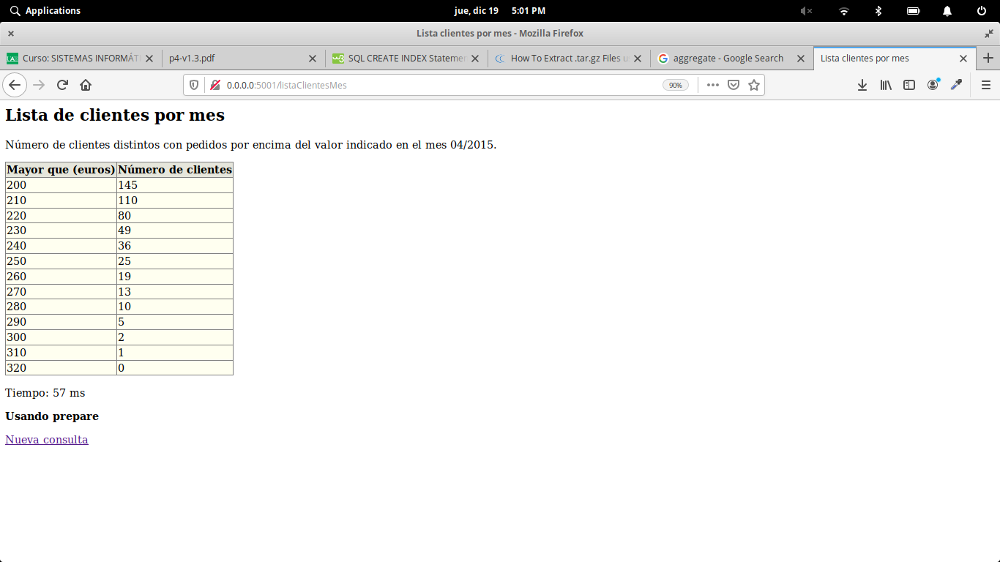 Applications jue, dic 19 5:01 PM
Lista clientes por mes - Mozilla Firefox
Curso: SISTEMAS INFORMÁTI p4-v1.3.pdf SQL CREATE INDEX Statemen How To Extract .tar.gz Files u aggregate - Google Search Lista clientes por mes
0.0.0.0:5001/listaClientesMes 90%
Lista de clientes por mes
Número de clientes distintos con pedidos por encima del valor indicado en el mes 04/2015.
Mayor que (euros) Número de clientes
200 145
210 110
220 80
230 49
240 36
250 25
260 19
270 13
280 10
290 5
300 2
310 1
320 0
Tiempo: 57 ms
Usando prepare
Nueva consulta